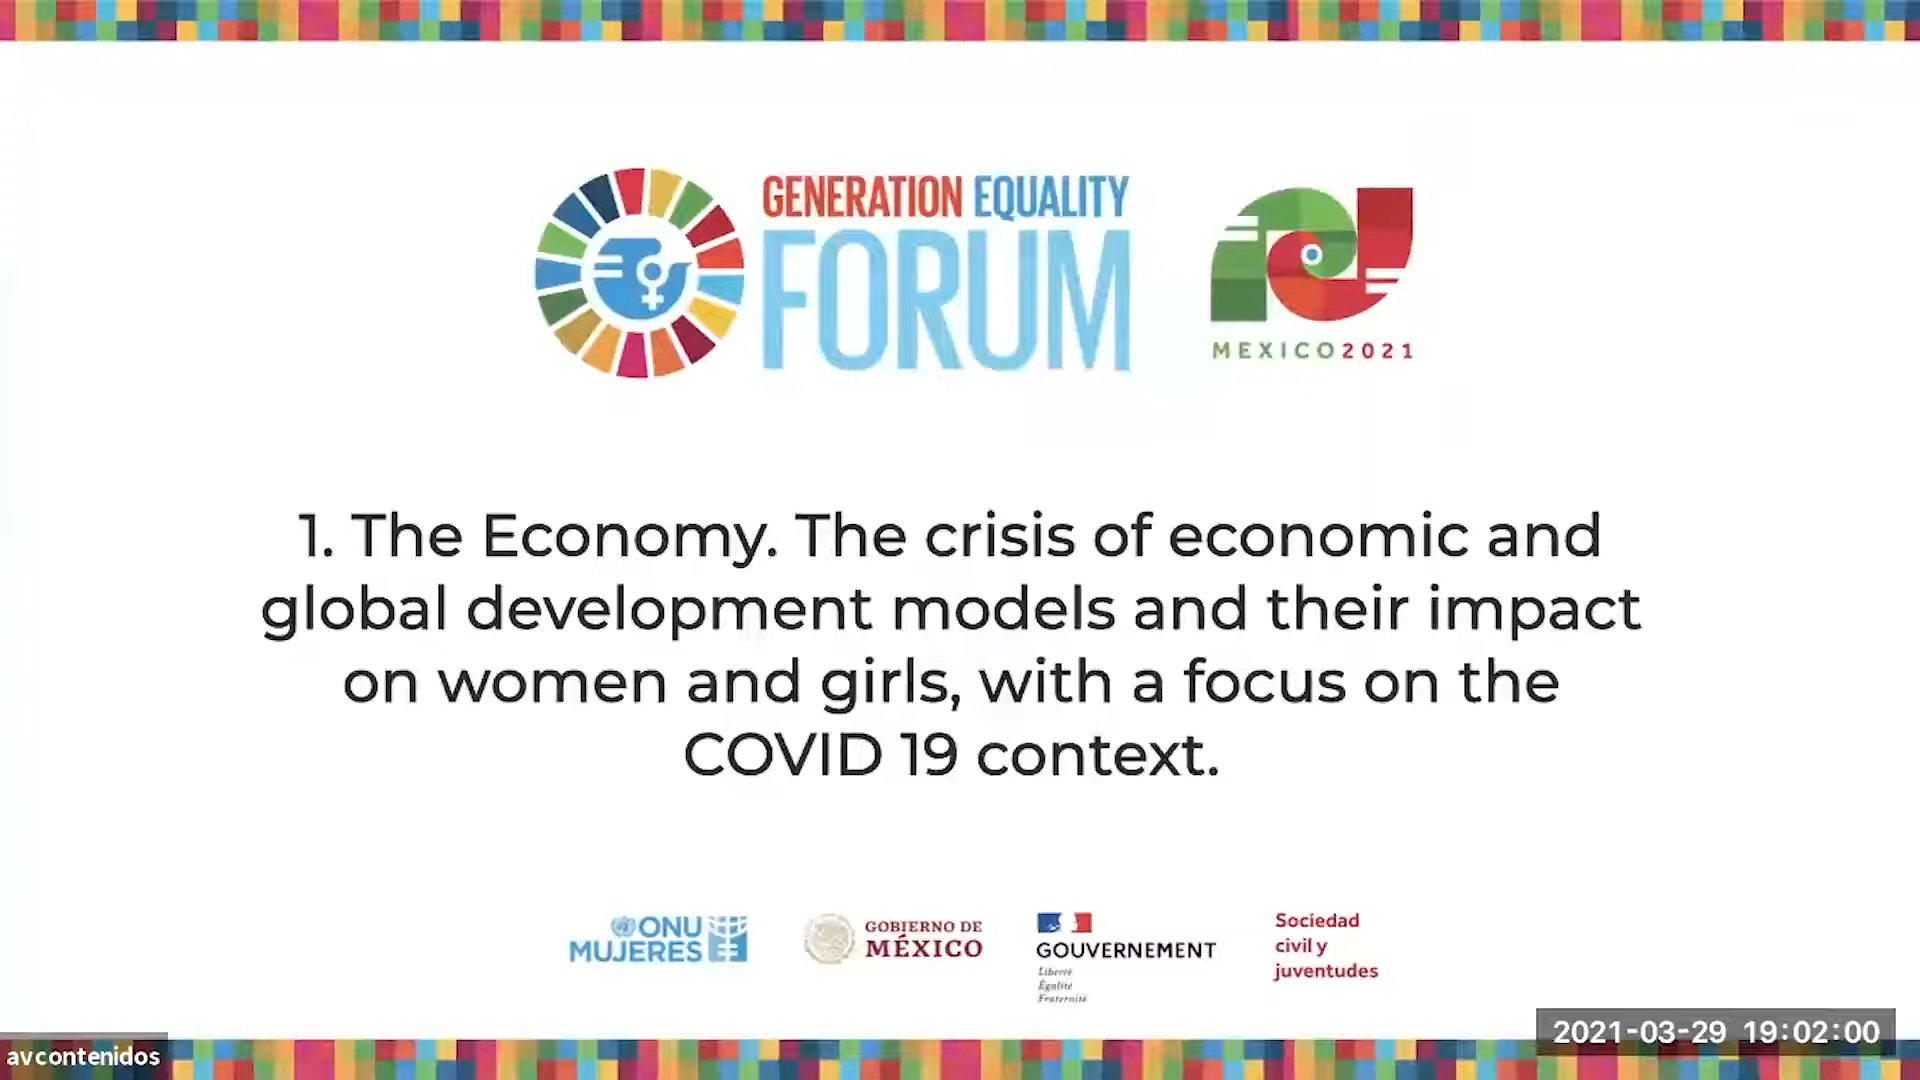 GENERATION EQUALITY
FORUM
MEXICO2021
1. The Economy. The crisis of economic and
global development models and their impact
on women and girls, with a focus on the
COVID 19 context.
ONU
MUJERES
GOBIERNO DE
MÉXICO
GOUVERNEMENT
Liberté
Égalité
Fraternité
Sociedad
civil y
juventudes
avcontenidos
2021-03-29 19:02:00